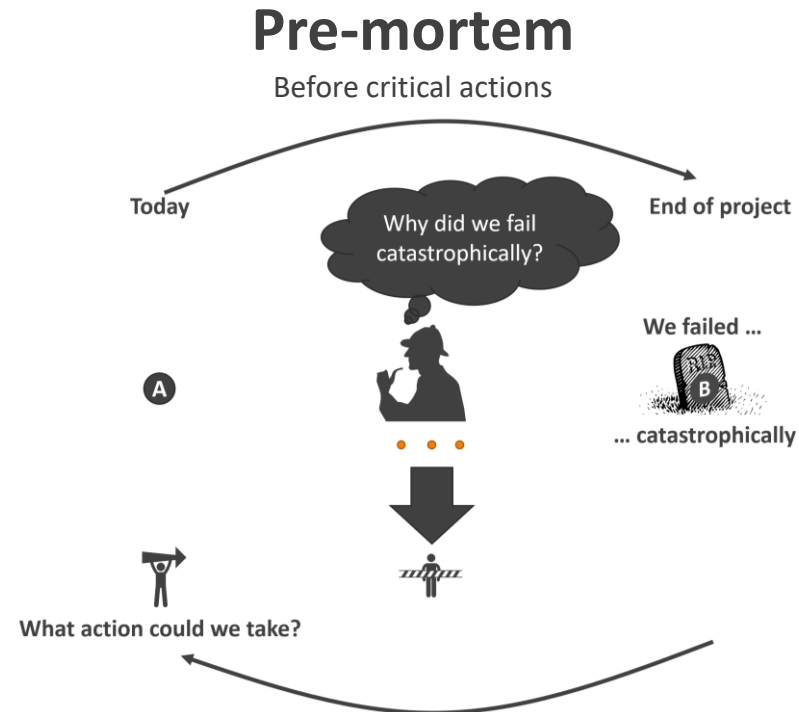 Pre-mortem
Before critical actions
Today
End of project
Why did we fail
catastrophically?
We failed ...
RIP
A
B
... catastrophically
What action could we take?